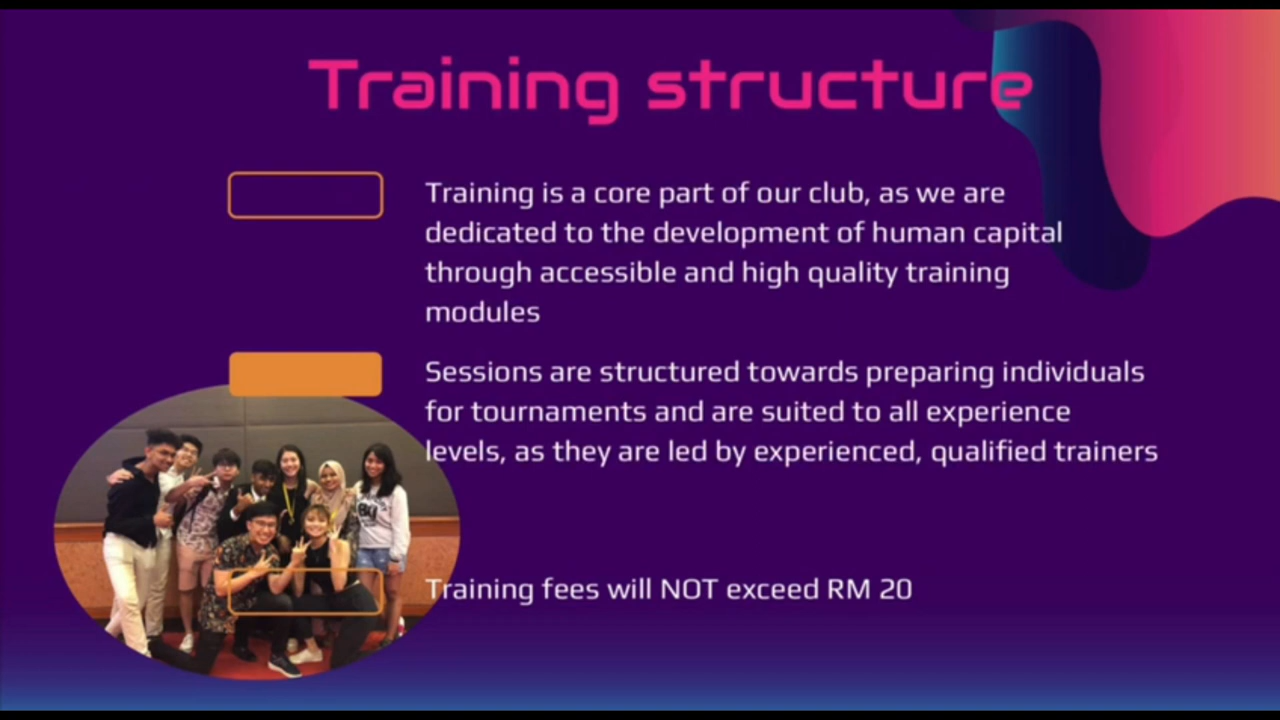 Training structure
Training is a core part of our club, as we are
dedicated to the development of human capital
through accessible and high quality training
modules
Sessions are structured towards preparing individuals
for tournaments and are suited to all experience
levels, as they are led by experienced, qualified trainers
Training fees will NOT exceed RM 20